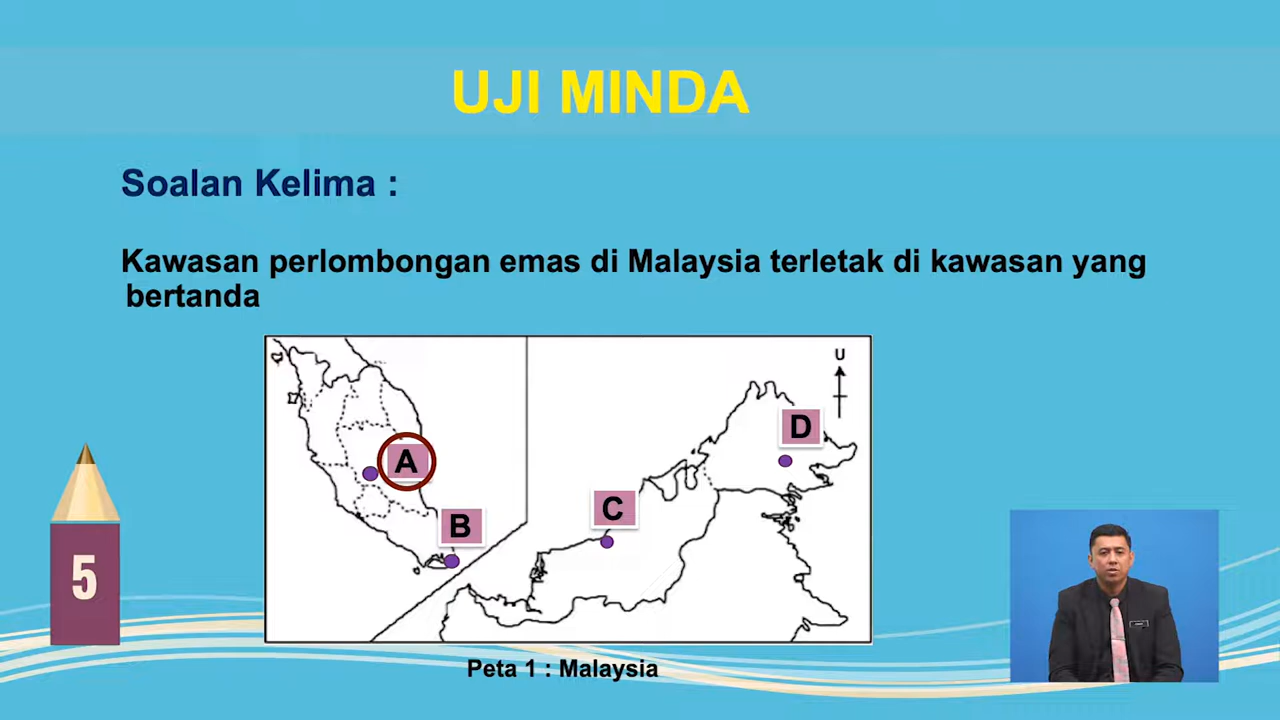 UJI MINDA
Soalan Kelima :
Kawasan perlombongan emas di Malaysia terletak di kawasan yang
bertanda
U
D
A
C
B
5
Peta 1 : Malaysia